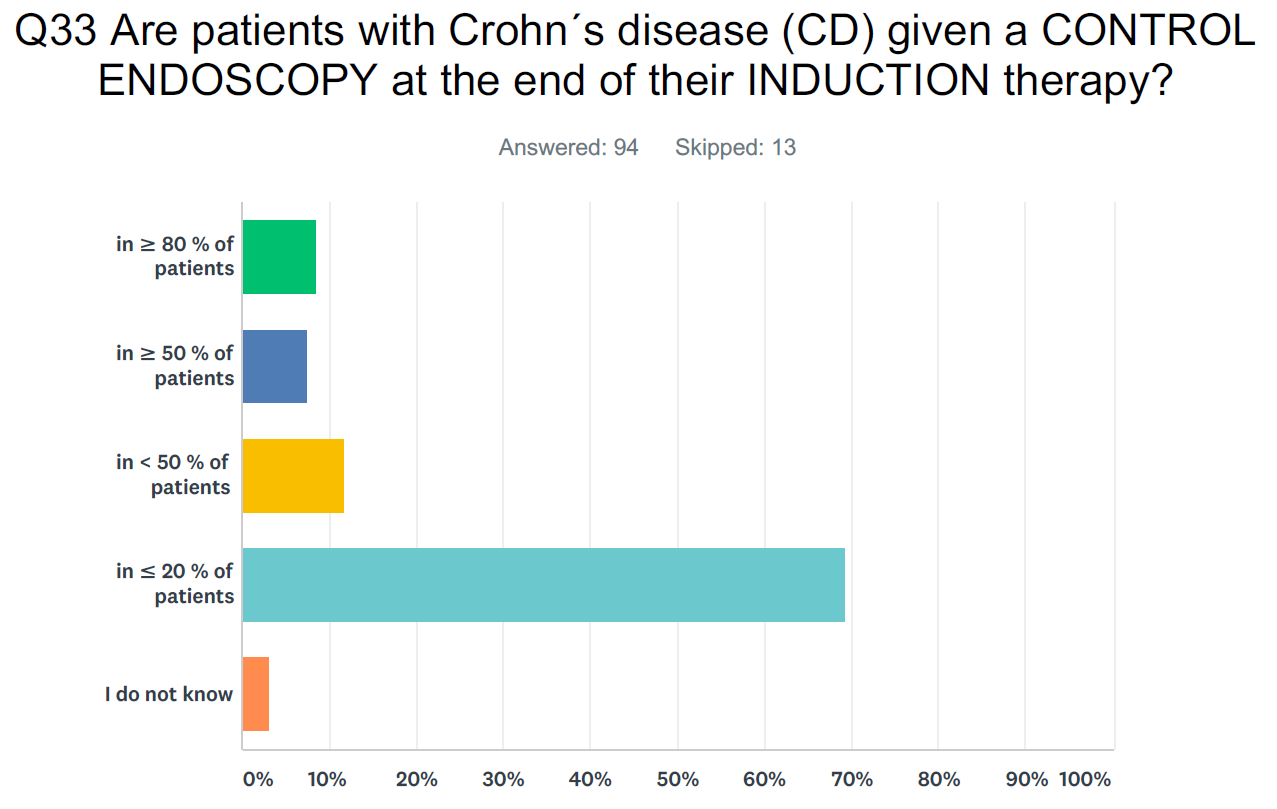 Q33 Are patients with Crohn´s disease (CD) given a CONTROL
ENDOSCOPY at the end of their INDUCTION therapy?
Answered: 94 Skipped: 13
in ≥ 80 % of
patients
in ≥ 50 % of
patients
in < 50 % of
patients
in ≤ 20 % of
patients
I do not know
0% 10% 20% 30% 40% 50% 60% 70% 80% 90% 100%